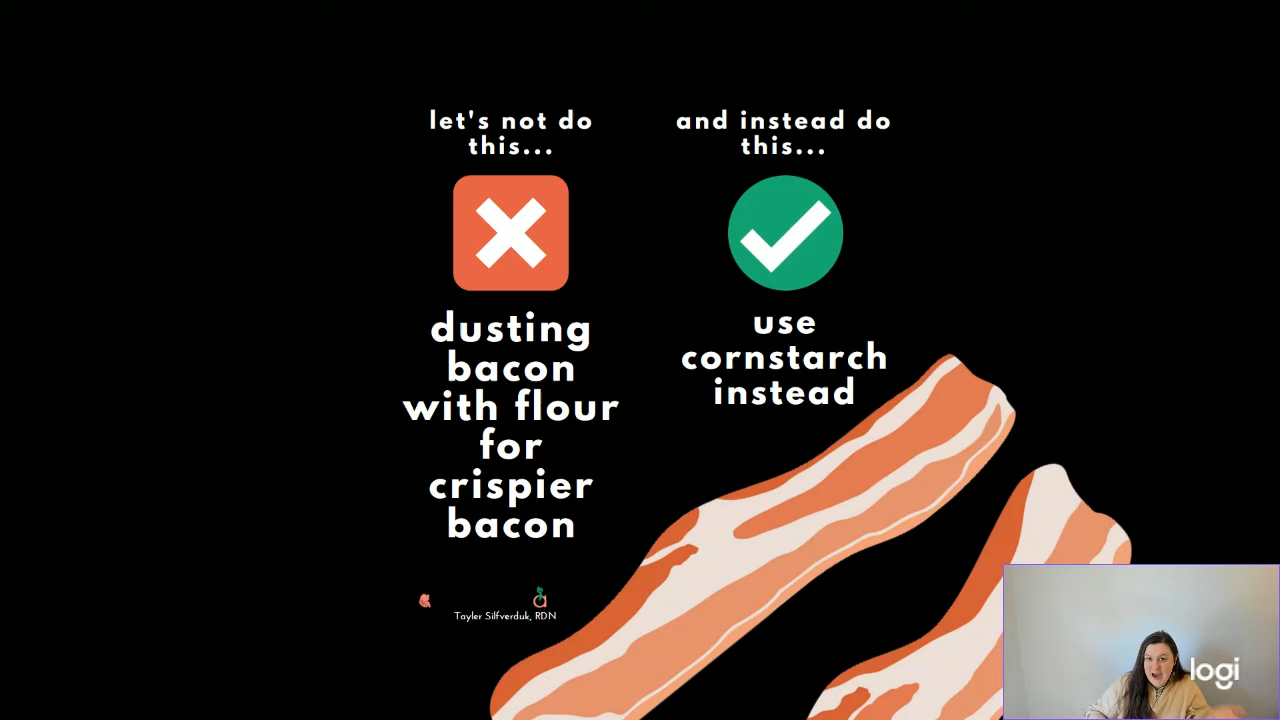 let's not do
this...
and instead do
this...
dusting
bacon
with flour
for
crispier
bacon
use
cornstarch
instead
a
Tayler Silfverduk, RDN
logi